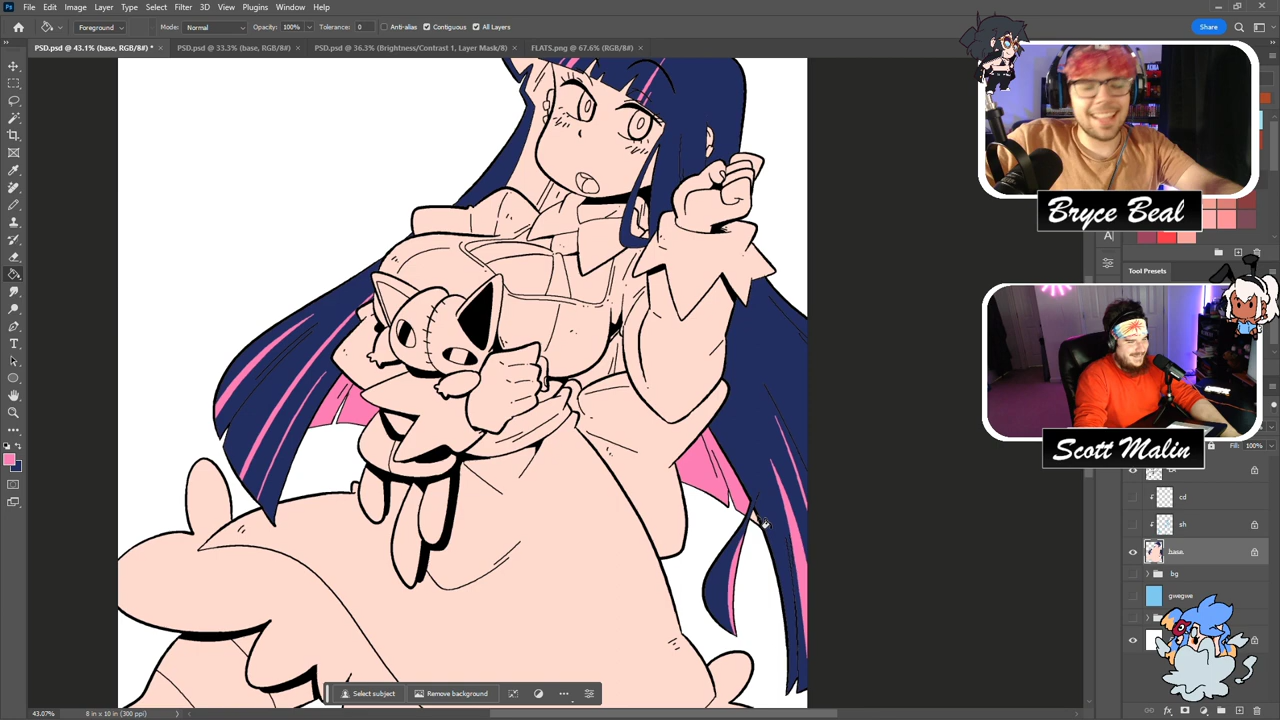 Ps File Edit Image Layer Type Select Filter 3D View Plugins Window Help
Foreground Mode: Normal Opacity: 100% Tolerance: 0 Anti-alias Contiguous All Layers Share
PSD.psd @ 43.1% (base, RGB/8#) * × PSD.psd @ 33.3% (base, RGB/8#) × PSD.psd @ 36.3% (Brightness/Contrast 1, Layer Mask/8) × FLATS.png @ 67.6% (RGB/8#) ×
Bryce Beal
Tool Presets
Scott Malin
Fill: 100%
cd
sh
base
bg
gwegwe
Select subject Remove background
43.07% 8 in x 10 in (300 ppi)